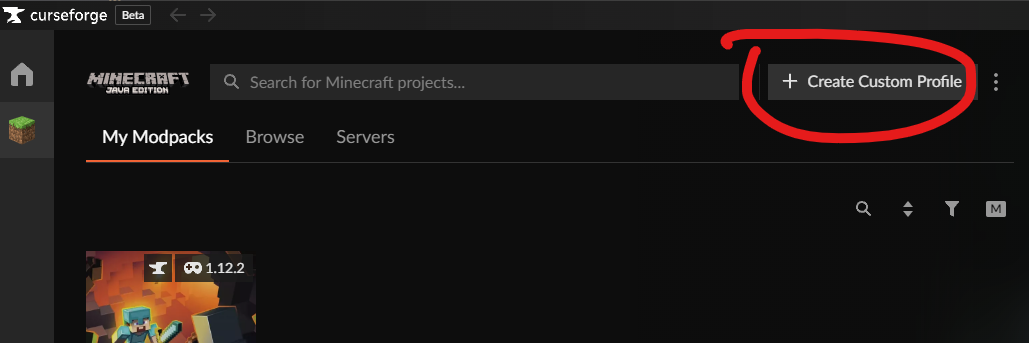 curseforge Beta
MINECRAFT
JAVA EDITION
Search for Minecraft projects...
+ Create Custom Profile
My Modpacks Browse Servers
M
1.12.2